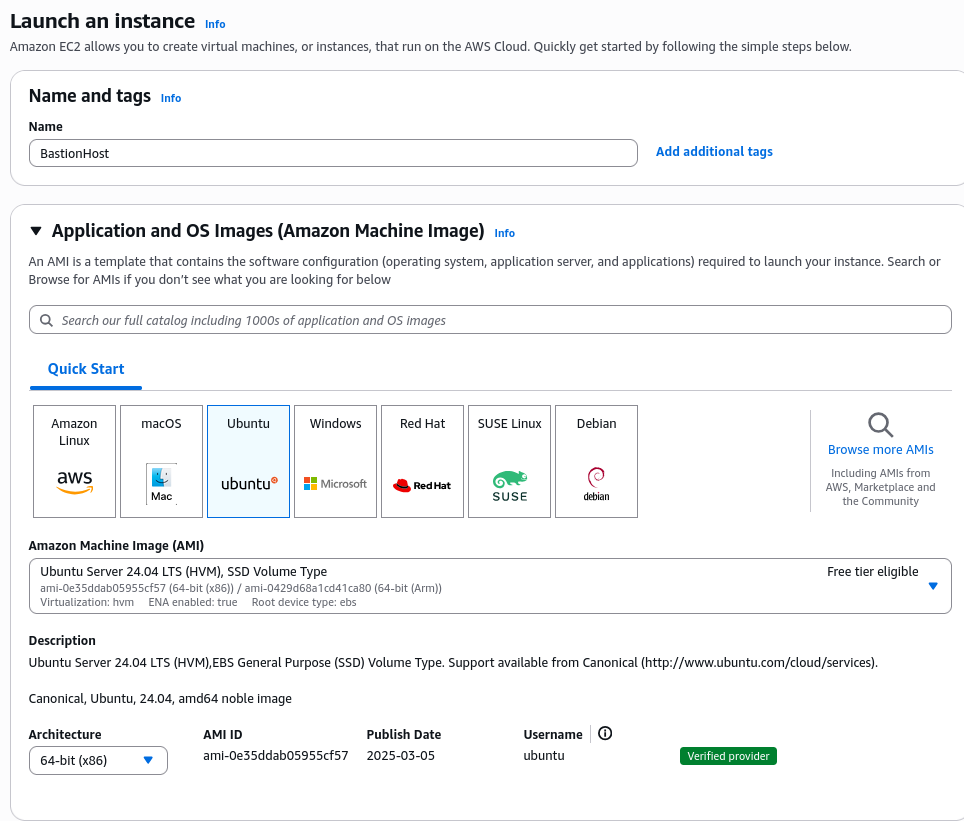 Launch an instance Info
Amazon EC2 allows you to create virtual machines, or instances, that run on the AWS Cloud. Quickly get started by following the simple steps below.
Name and tags Info
Name
BastionHost
Add additional tags
Application and OS Images (Amazon Machine Image) Info
An AMI is a template that contains the software configuration (operating system, application server, and applications) required to launch your instance. Search or
Browse for AMIs if you don’t see what you are looking for below
Search our full catalog including 1000s of application and OS images
Quick Start
Amazon
Linux
aws
macOS
Mac
Ubuntu
ubuntu
Windows
Microsoft
Red Hat
Red Hat
SUSE Linux
SUSE
Debian
debian
Browse more AMIs
Including AMIs from
AWS, Marketplace and
the Community
Amazon Machine Image (AMI)
Ubuntu Server 24.04 LTS (HVM), SSD Volume Type
Free tier eligible
ami-0e35ddab05955cf57 (64-bit (x86)) / ami-0429d68a1cd41ca80 (64-bit (Arm))
Virtualization: hvm ENA enabled: true Root device type: ebs
Description
Ubuntu Server 24.04 LTS (HVM),EBS General Purpose (SSD) Volume Type. Support available from Canonical (http://www.ubuntu.com/cloud/services).
Canonical, Ubuntu, 24.04, amd64 noble image
Architecture
64-bit (x86)
AMI ID
ami-0e35ddab05955cf57
Publish Date
2025-03-05
Username
ubuntu
Verified provider